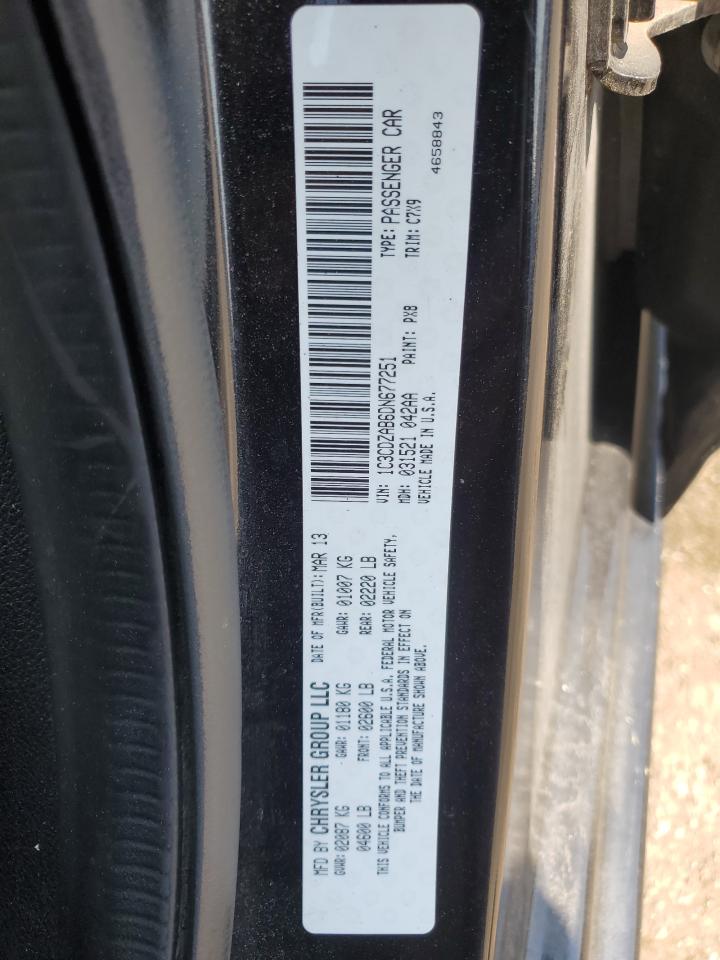 MFD BY CHRYSLER GROUP LLC DATE OF MFR(BUILT): MAR 13
GVWR: 02087 KG GAWR: 01180 KG GAWR: 01007 KG
04600 LB FRONT: 02600 LB REAR: 02220 LB
THIS VEHICLE CONFORMS TO ALL APPLICABLE U.S.A. FEDERAL MOTOR VEHICLE SAFETY,
BUMPER AND THEFT PREVENTION STANDARDS IN EFFECT ON
THE DATE OF MANUFACTURE SHOWN ABOVE.
VIN: 1C3CDZAB6DN677251 TYPE: PASSENGER CAR
MDH: 031521 042AA PAINT: PX8 TRIM: C7X9
VEHICLE MADE IN U.S.A. 4658843